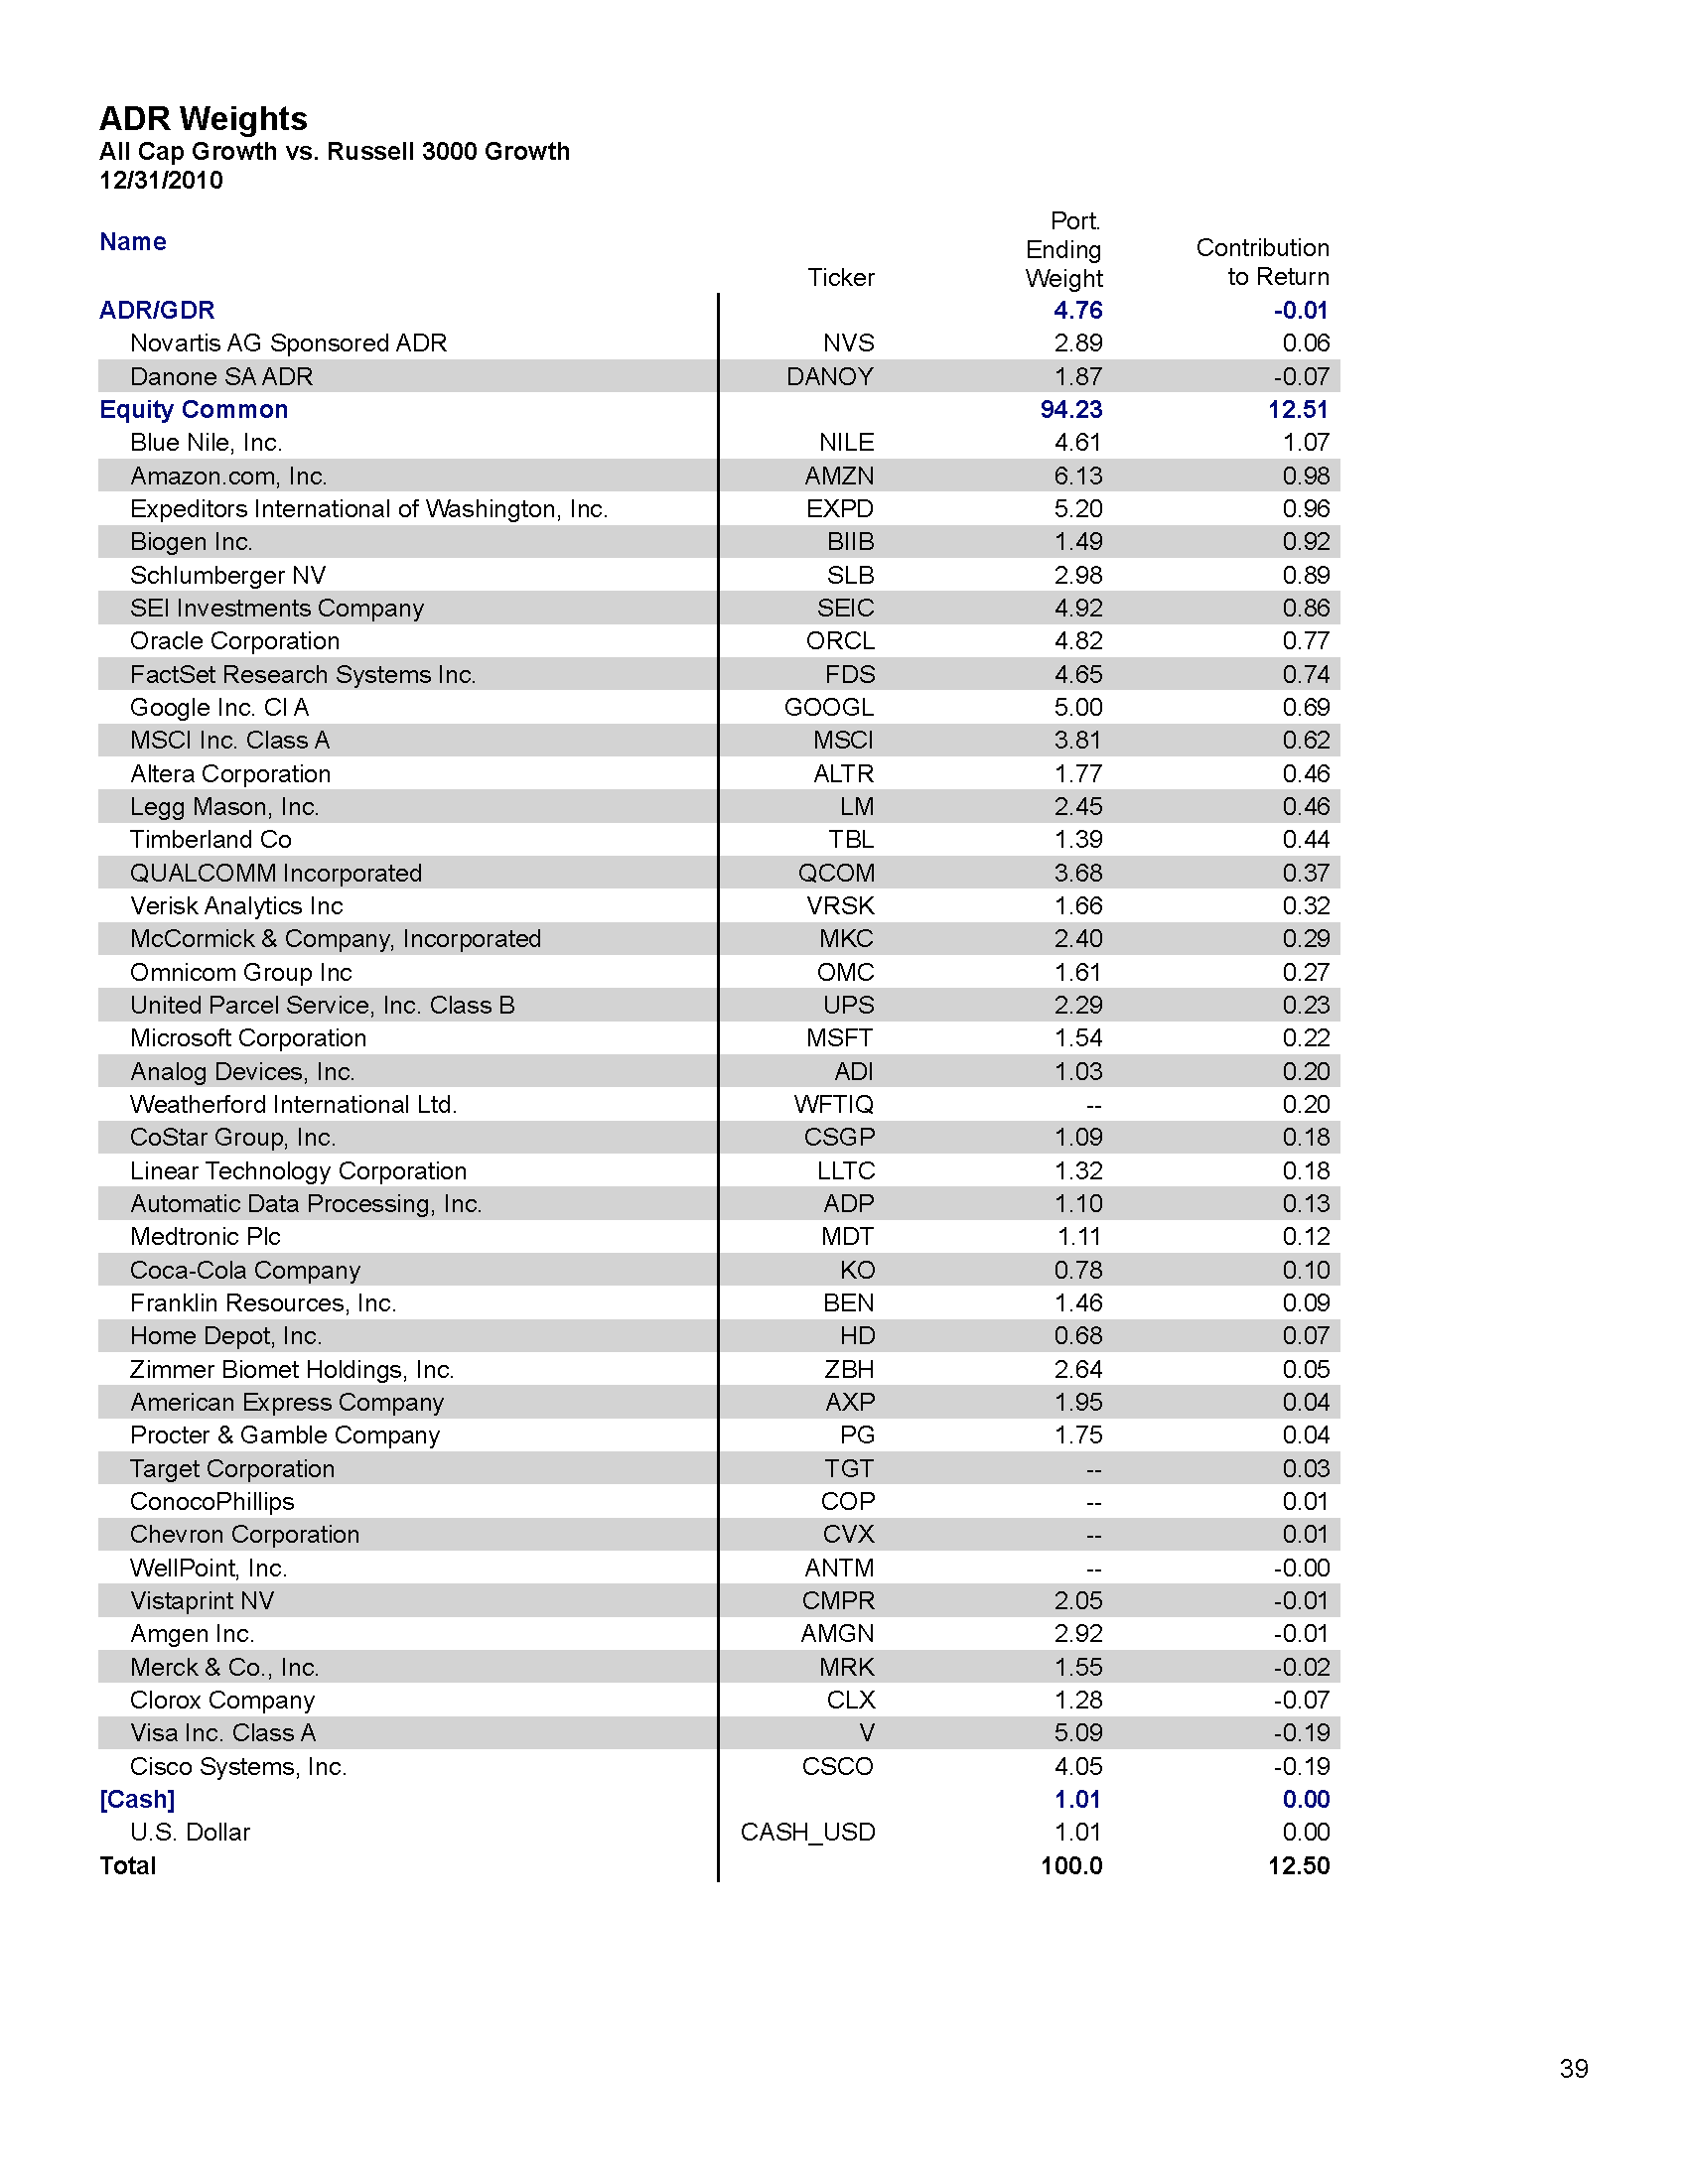 ADR Weights
All Cap Growth vs. Russell 3000 Growth
12/31/2010
Name Ticker Port. Ending Weight Contribution to Return
ADR/GDR 4.76 -0.01
Novartis AG Sponsored ADR NVS 2.89 0.06
Danone SA ADR DANOY 1.87 -0.07
Equity Common 94.23 12.51
Blue Nile, Inc. NILE 4.61 1.07
Amazon.com, Inc. AMZN 6.13 0.98
Expeditors International of Washington, Inc. EXPD 5.20 0.96
Biogen Inc. BIIB 1.49 0.92
Schlumberger NV SLB 2.98 0.89
SEI Investments Company SEIC 4.92 0.86
Oracle Corporation ORCL 4.82 0.77
FactSet Research Systems Inc. FDS 4.65 0.74
Google Inc. Cl A GOOGL 5.00 0.69
MSCI Inc. Class A MSCI 3.81 0.62
Altera Corporation ALTR 1.77 0.46
Legg Mason, Inc. LM 2.45 0.46
Timberland Co TBL 1.39 0.44
QUALCOMM Incorporated QCOM 3.68 0.37
Verisk Analytics Inc VRSK 1.66 0.32
McCormick & Company, Incorporated MKC 2.40 0.29
Omnicom Group Inc OMC 1.61 0.27
United Parcel Service, Inc. Class B UPS 2.29 0.23
Microsoft Corporation MSFT 1.54 0.22
Analog Devices, Inc. ADI 1.03 0.20
Weatherford International Ltd. WFTIQ -- 0.20
CoStar Group, Inc. CSGP 1.09 0.18
Linear Technology Corporation LLTC 1.32 0.18
Automatic Data Processing, Inc. ADP 1.10 0.13
Medtronic Plc MDT 1.11 0.12
Coca-Cola Company KO 0.78 0.10
Franklin Resources, Inc. BEN 1.46 0.09
Home Depot, Inc. HD 0.68 0.07
Zimmer Biomet Holdings, Inc. ZBH 2.64 0.05
American Express Company AXP 1.95 0.04
Procter & Gamble Company PG 1.75 0.04
Target Corporation TGT -- 0.03
ConocoPhillips COP -- 0.01
Chevron Corporation CVX -- 0.01
WellPoint, Inc. ANTM -- -0.00
Vistaprint NV CMPR 2.05 -0.01
Amgen Inc. AMGN 2.92 -0.01
Merck & Co., Inc. MRK 1.55 -0.02
Clorox Company CLX 1.28 -0.07
Visa Inc. Class A V 5.09 -0.19
Cisco Systems, Inc. CSCO 4.05 -0.19
[Cash] 1.01 0.00
U.S. Dollar CASH_USD 1.01 0.00
Total 100.0 12.50
39